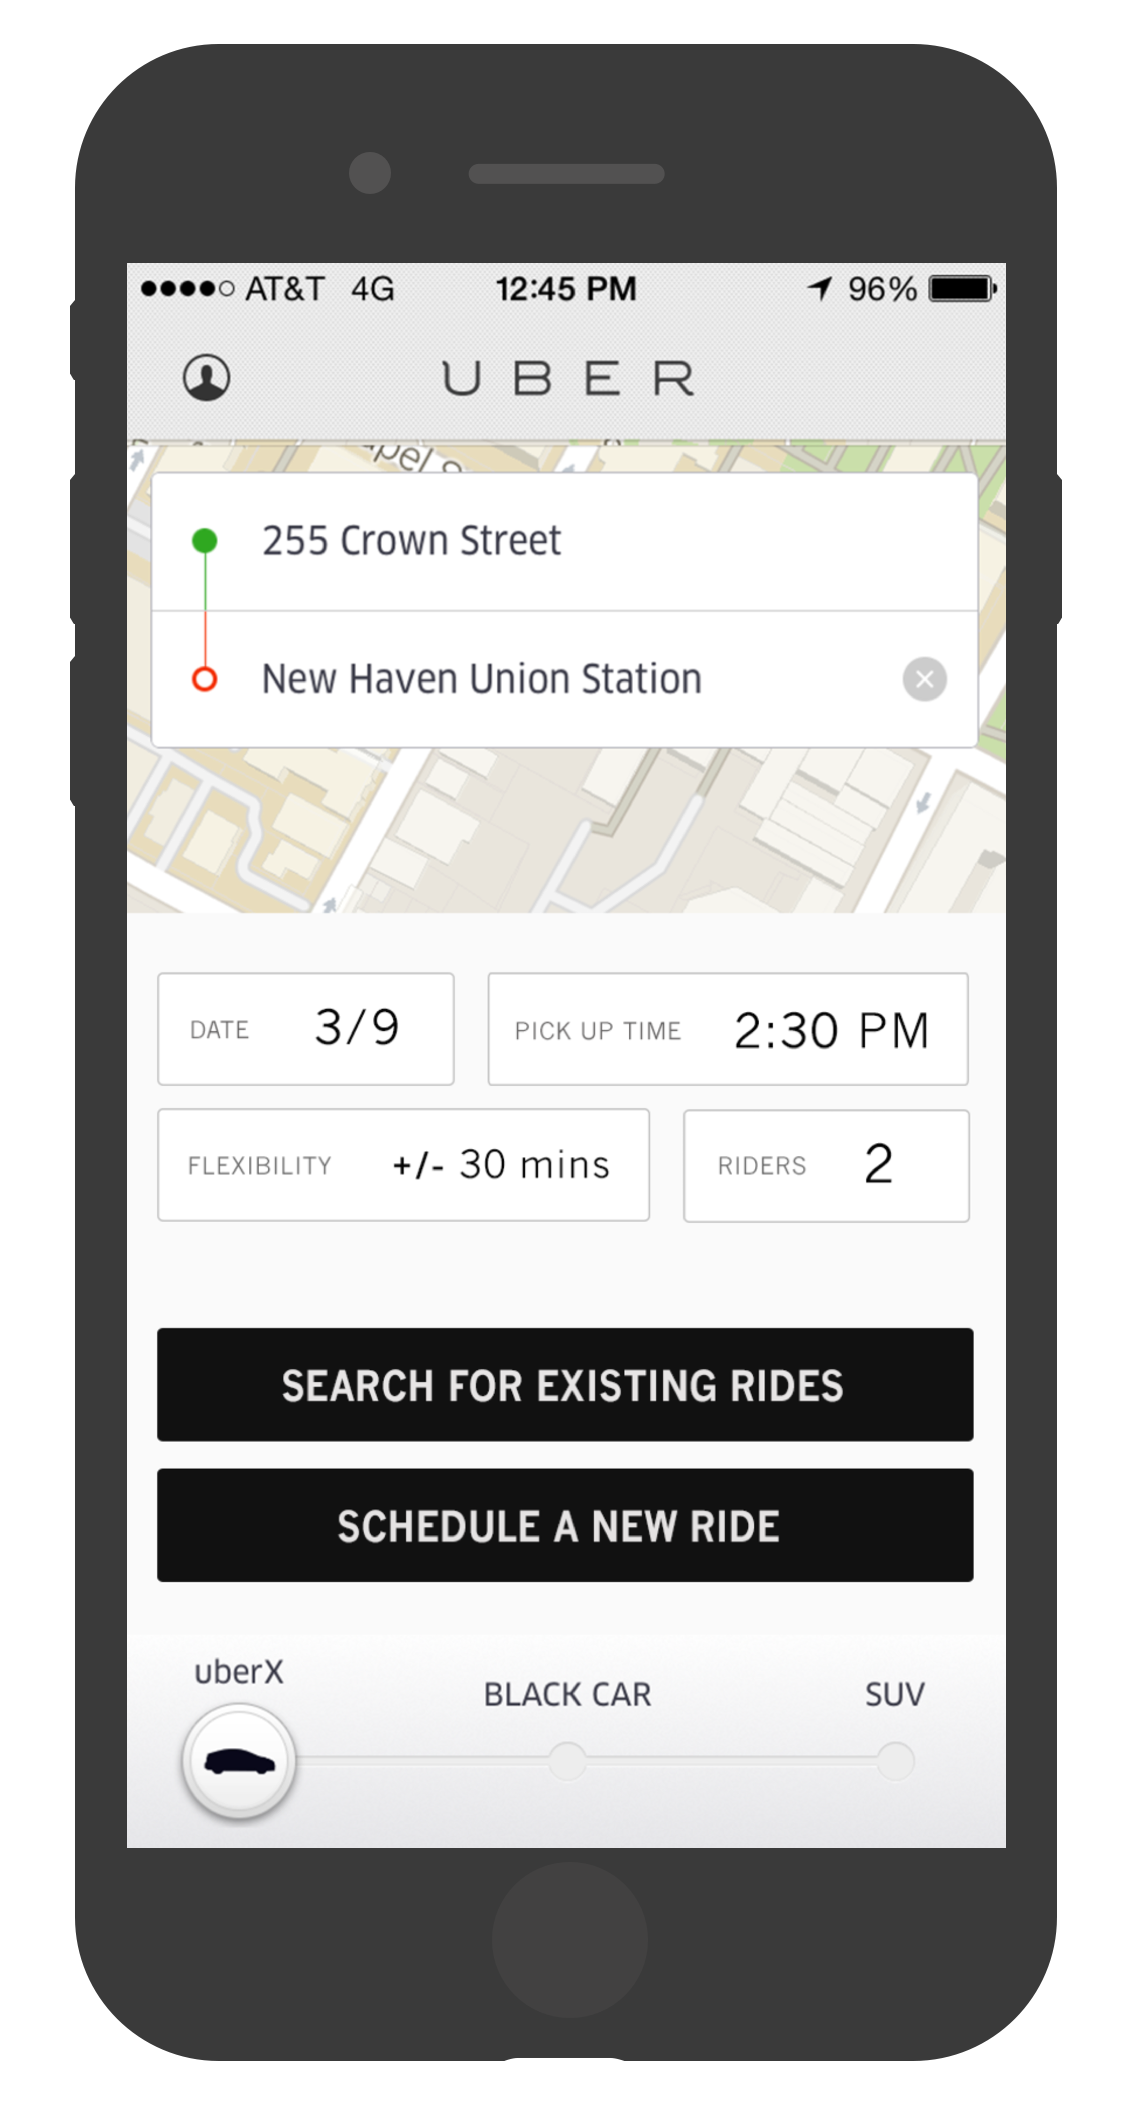 AT&T 4G 12:45 PM 96%
UBER
255 Crown Street
New Haven Union Station
DATE 3/9 PICK UP TIME 2:30 PM
FLEXIBILITY +/- 30 mins RIDERS 2
SEARCH FOR EXISTING RIDES
SCHEDULE A NEW RIDE
uberX BLACK CAR SUV